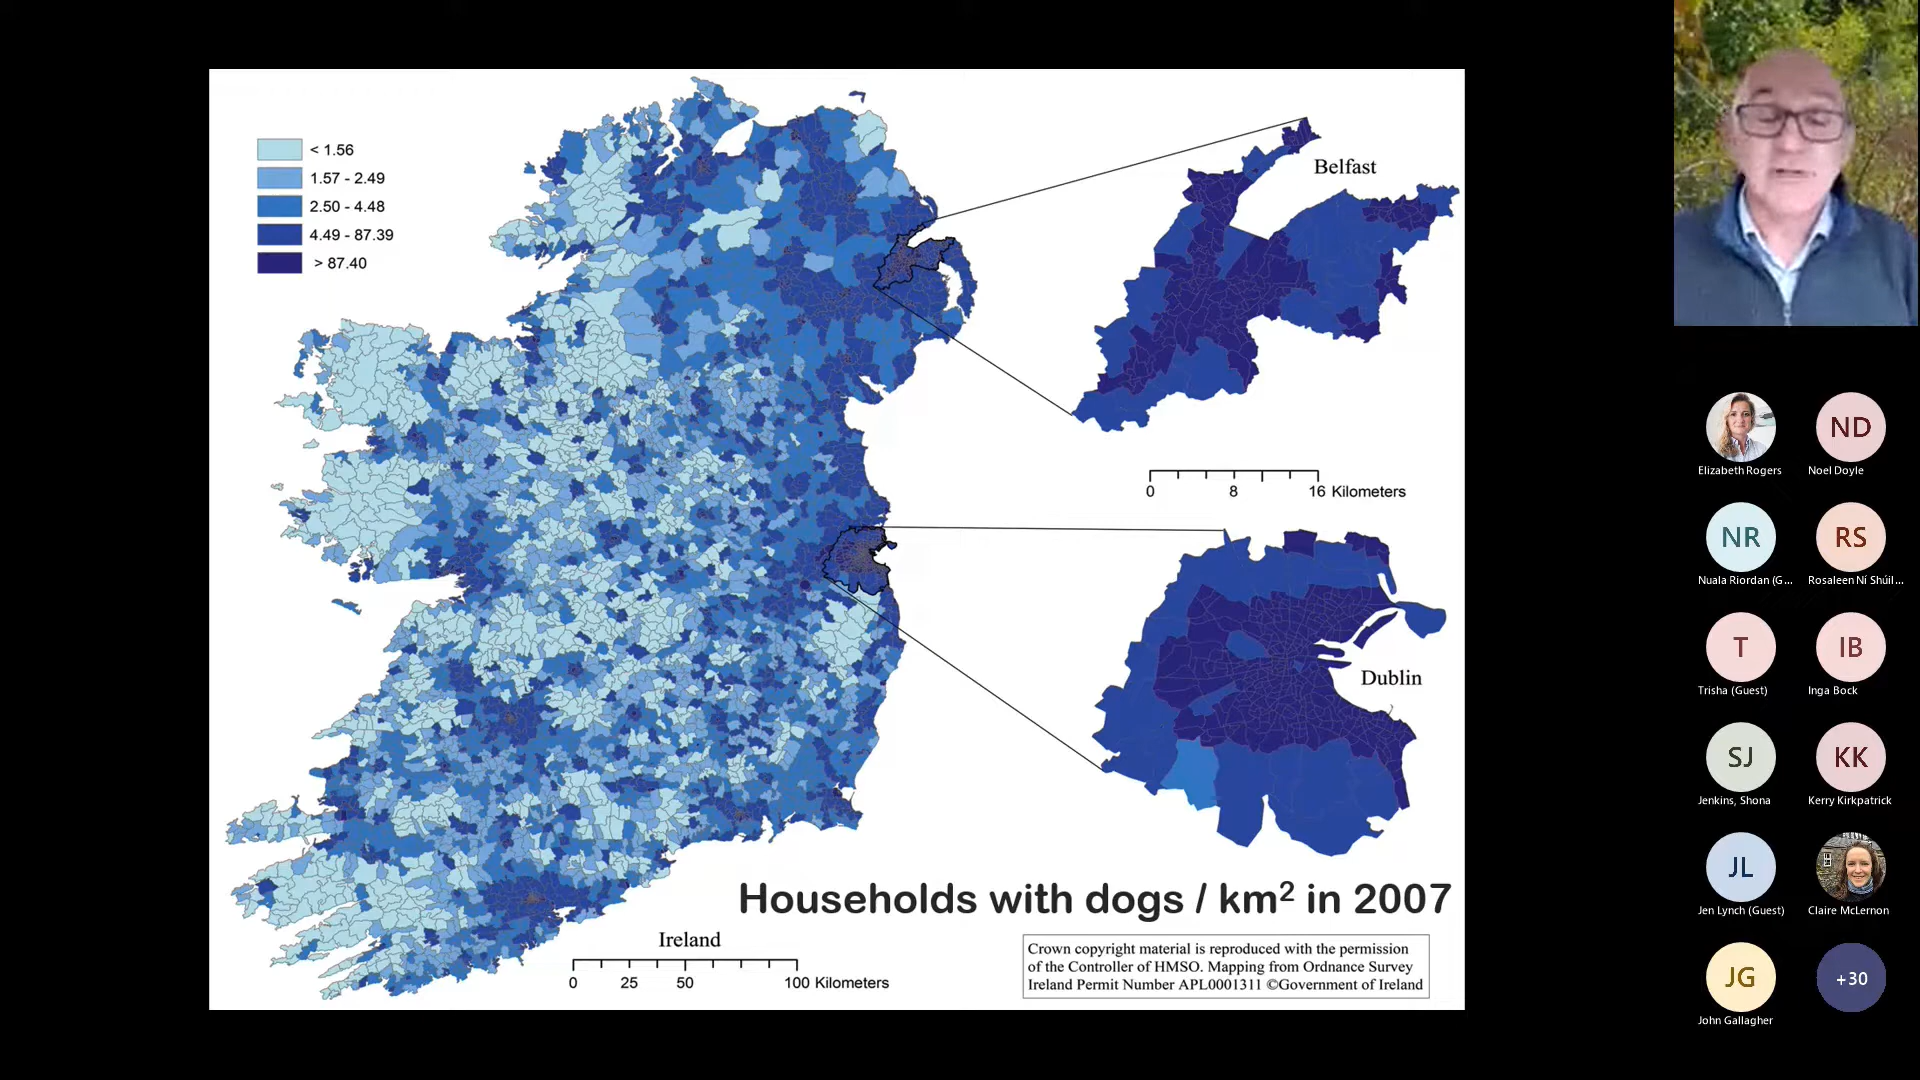 < 1.56
1.57 - 2.49
2.50 - 4.48
4.49 - 87.39
> 87.40
Belfast
0 8 16 Kilometers
Dublin
Households with dogs / km² in 2007
Ireland
0 25 50 100 Kilometers
Crown copyright material is reproduced with the permission
of the Controller of HMSO. Mapping from Ordnance Survey
Ireland Permit Number APL0001311 ©Government of Ireland
ND
Elizabeth Rogers
Noel Doyle
NR
RS
Nuala Riordan (G...
Rosaleen Ní Shúil...
T
IB
Trisha (Guest)
Inga Bock
SJ
KK
Jenkins, Shona
Kerry Kirkpatrick
JL
Jen Lynch (Guest)
Claire McLernon
JG
+30
John Gallagher